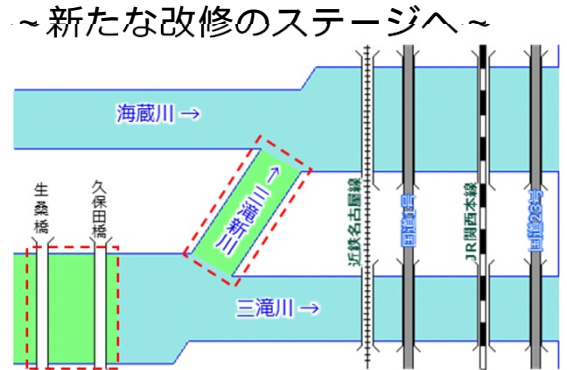 ～新たな改修のステージへ～
海蔵川→
←三滝新川
生桑橋
久保田橋
三滝川→
近鉄名古屋線
国道1号
JR関西本線
国道23号